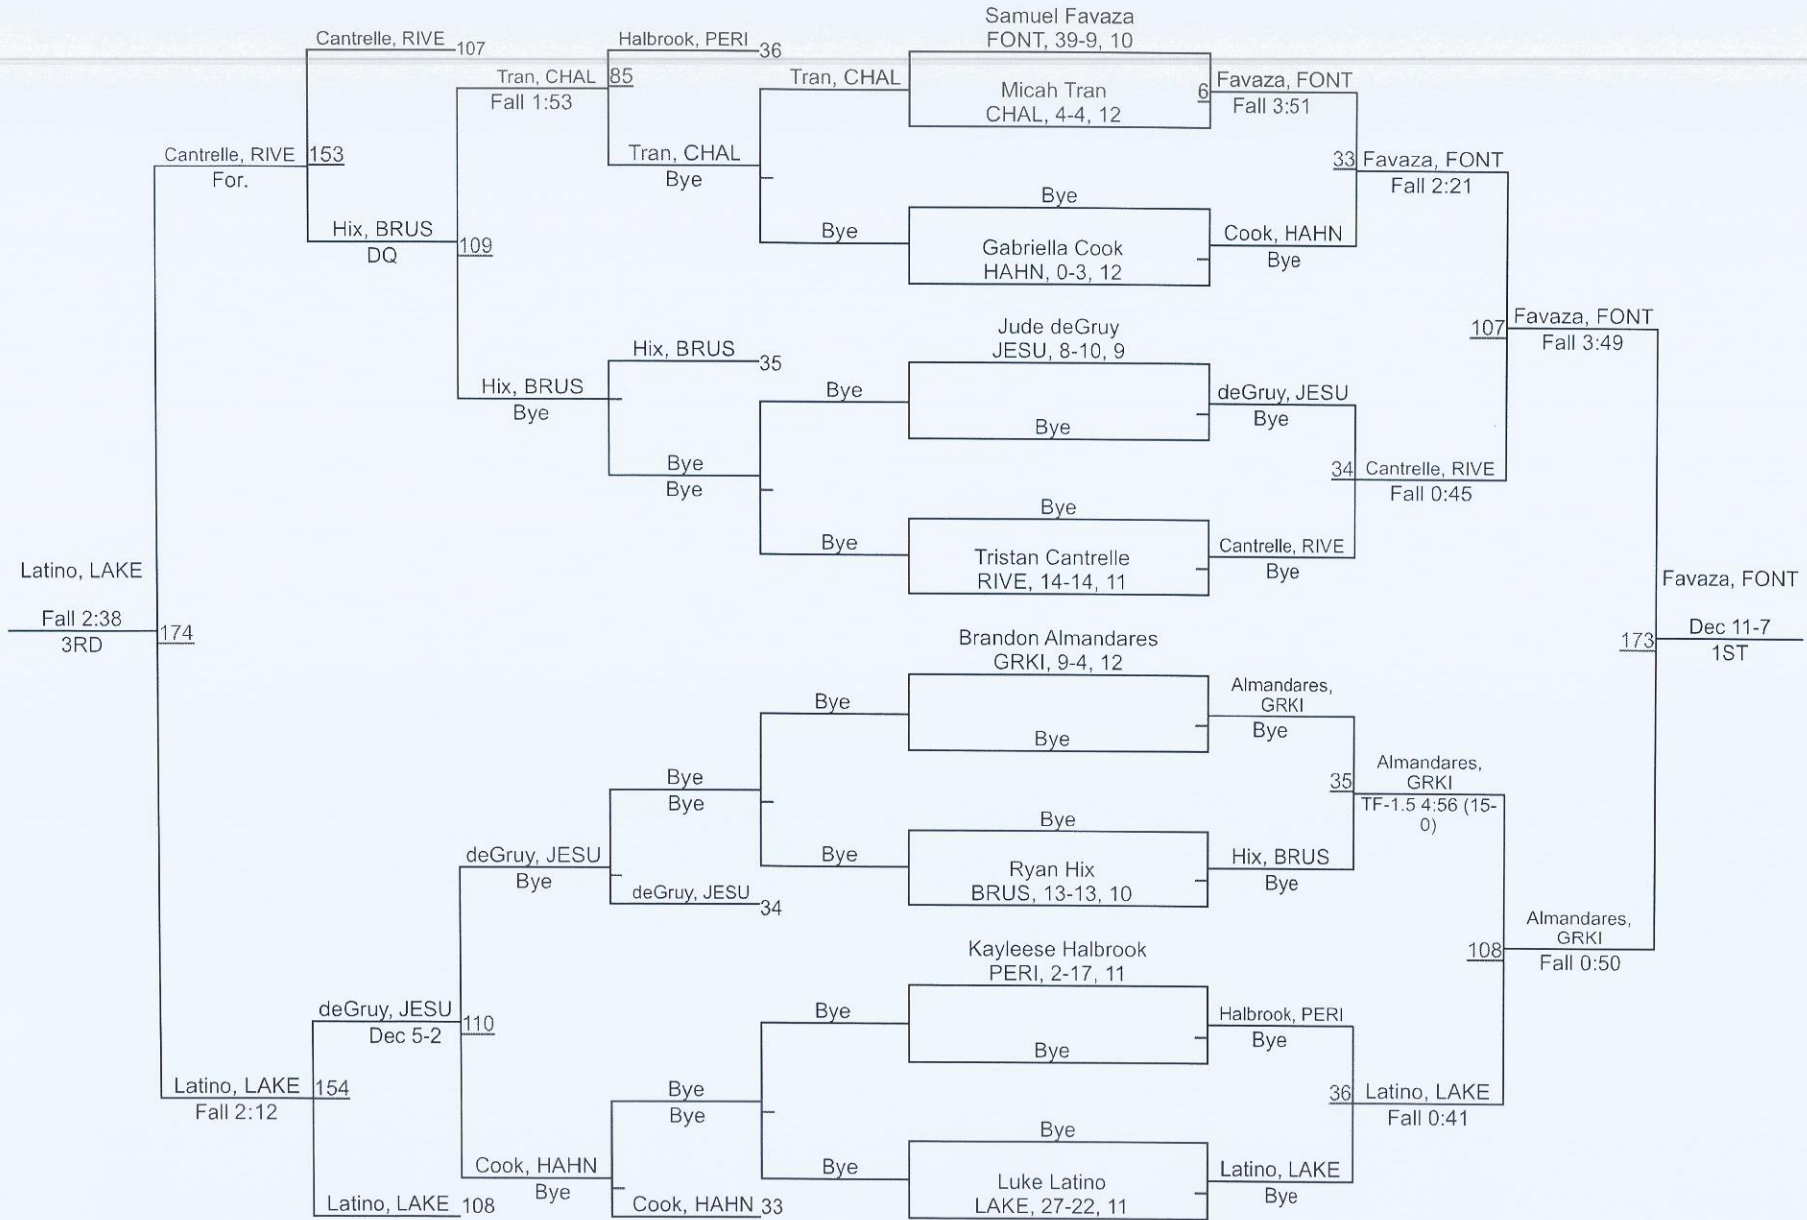 Samuel Favaza
FONT, 39-9, 10
Cantrelle, RIVE 107
Halbrook, PERI 36
Tran, CHAL 85
Fall 1:53
Tran, CHAL
Micah Tran
CHAL, 4-4, 12
6 Favaza, FONT
Fall 3:51
Cantrelle, RIVE 153
For.
Tran, CHAL
Bye
33 Favaza, FONT
Fall 2:21
Bye
Hix, BRUS
DQ
109
Bye
Gabriella Cook
HAHN, 0-3, 12
Cook, HAHN
Bye
Jude deGruy
JESU, 8-10, 9
107 Favaza, FONT
Fall 3:49
Hix, BRUS 35
Hix, BRUS
Bye
Bye
Bye
deGruy, JESU
Bye
Bye
Bye
34 Cantrelle, RIVE
Fall 0:45
Bye
Bye
Tristan Cantrelle
RIVE, 14-14, 11
Cantrelle, RIVE
Bye
Latino, LAKE
Fall 2:38
3RD
174
Favaza, FONT
173 Dec 11-7
1ST
Brandon Almandares
GRKI, 9-4, 12
Bye
Bye
Almandares,
GRKI
Bye
Bye
Bye
35 Almandares,
GRKI
TF-1.5 4:56 (15-
0)
Bye
deGruy, JESU
Bye
Bye
Ryan Hix
BRUS, 13-13, 10
Hix, BRUS
Bye
deGruy, JESU 34
Almandares,
GRKI
108 Fall 0:50
Kayleese Halbrook
PERI, 2-17, 11
deGruy, JESU
Dec 5-2
110
Bye
Bye
Halbrook, PERI
Bye
Latino, LAKE 154
Fall 2:12
Bye
Bye
36 Latino, LAKE
Fall 0:41
Bye
Cook, HAHN
Bye
Bye
Luke Latino
LAKE, 27-22, 11
Latino, LAKE
Bye
Latino, LAKE 108
Cook, HAHN 33